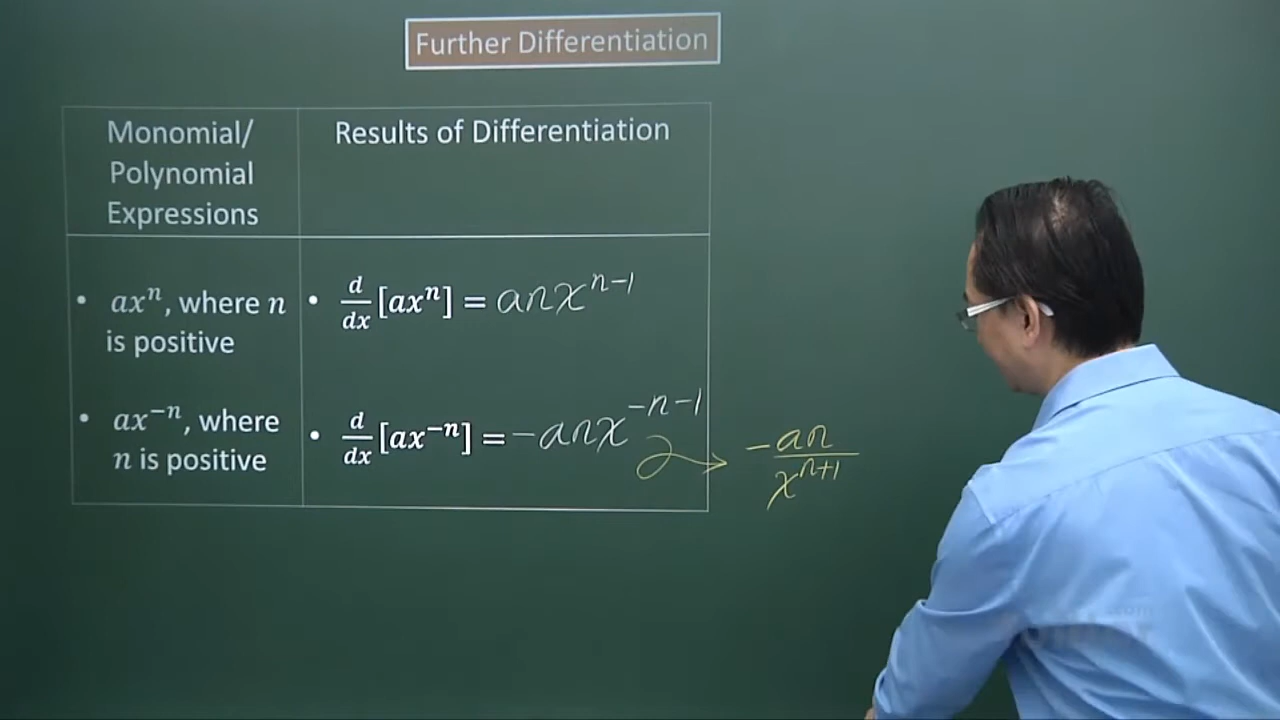 Further Differentiation
Monomial/
Polynomial
Expressions
Results of Differentiation
• axⁿ, where n
is positive
• d/dx [axⁿ] = anxⁿ⁻¹
• ax⁻ⁿ, where
n is positive
• d/dx [ax⁻ⁿ] = -anx⁻ⁿ⁻¹
-an/xⁿ⁺¹